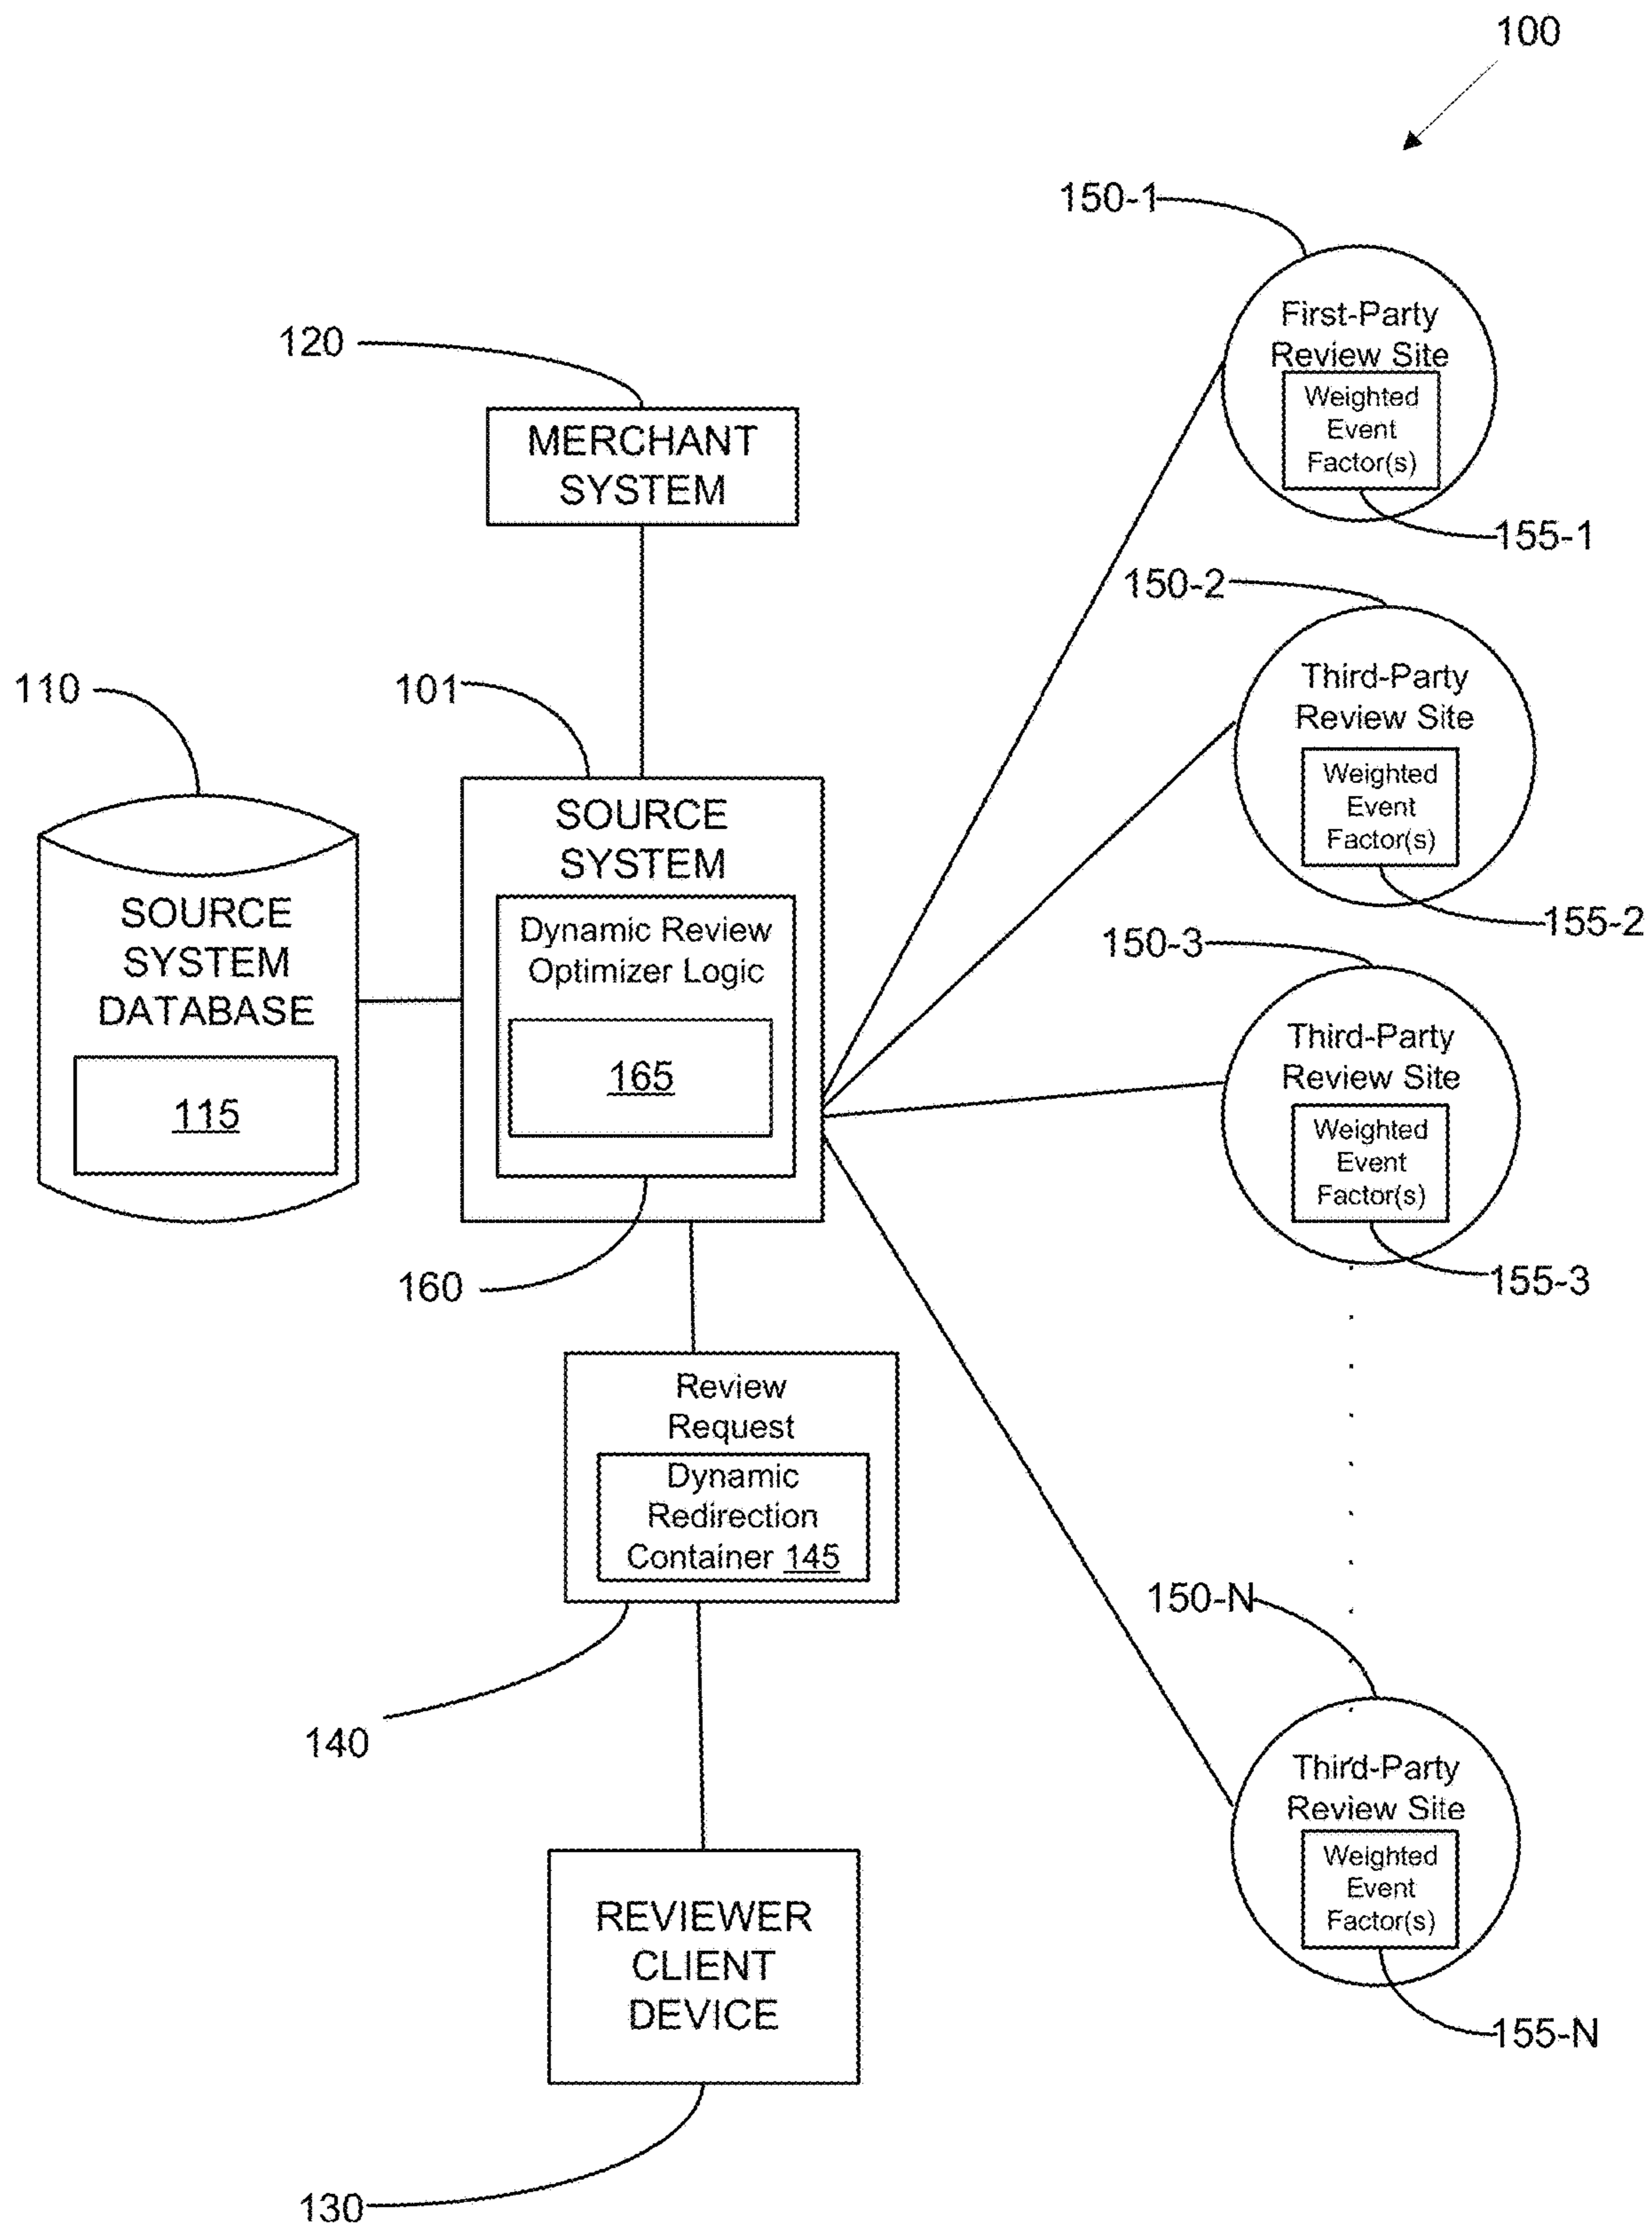 100
150-1
First-Party
Review Site
Weighted
Event
Factor(s)
155-1
120
MERCHANT
SYSTEM
150-2
Third-Party
Review Site
Weighted
Event
Factor(s)
155-2
110
101
SOURCE
SYSTEM
DATABASE
115
SOURCE
SYSTEM
Dynamic Review
Optimizer Logic
165
160
150-3
Third-Party
Review Site
Weighted
Event
Factor(s)
155-3
Review
Request
Dynamic
Redirection
Container 145
140
150-N
Third-Party
Review Site
Weighted
Event
Factor(s)
155-N
REVIEWER
CLIENT
DEVICE
130